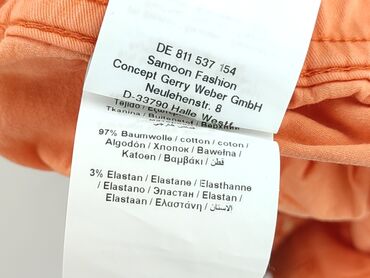 DE 811 537 154
Samoon Fashion
Concept Gerry Weber GmbH
Neulehenstr. 8
D-33790 Halle Westf.
97% Baumwolle / cotton / coton /
Algodón / Хлопок / Bawełna /
Katoen / Βαμβάκι / قطن
3% Elastan / Elastane / Elasthanne
/ Elastano / Эластан / Elastan /
Elastaan / Ελαστάνη / الاستان